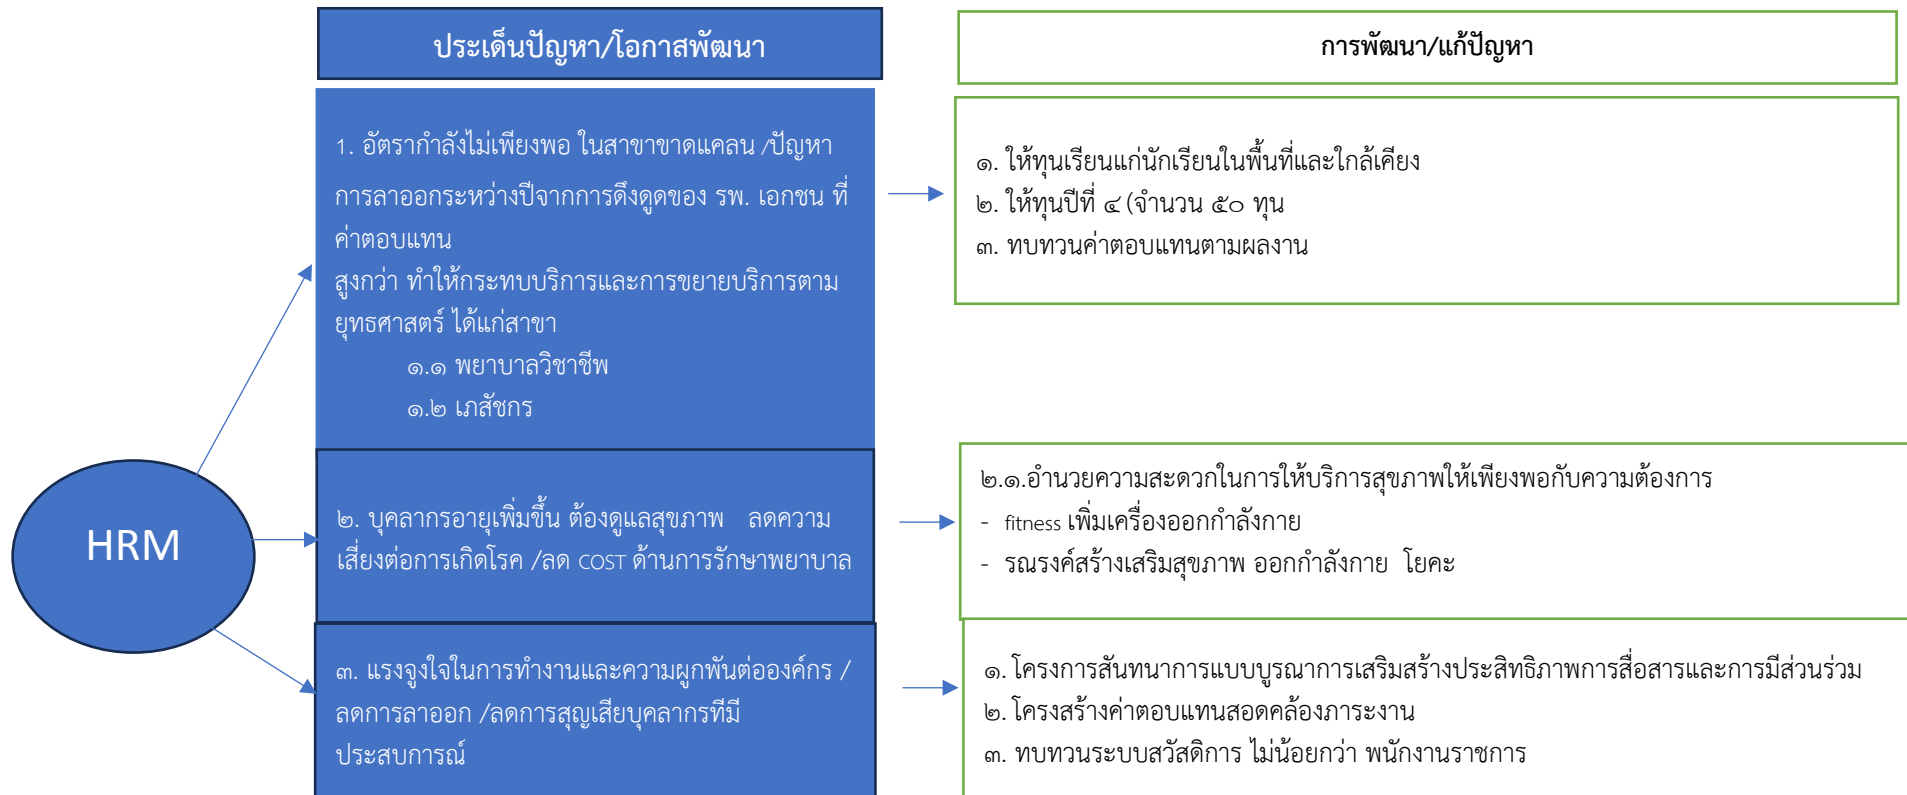 ประเด็นปัญหา/โอกาสพัฒนา
การพัฒนา/แก้ปัญหา
1. อัตรากำลังไม่เพียงพอ ในสาขาขาดแคลน /ปัญหา
การลาออกระหว่างปีจากการดึงดูดของ รพ. เอกชน ที่
ค่าตอบแทน
สูงกว่า ทำให้กระทบบริการและการขยายบริการตาม
ยุทธศาสตร์ ได้แก่สาขา
๑.๑ พยาบาลวิชาชีพ
๑.๒ เภสัชกร
๑. ให้ทุนเรียนแก่นักเรียนในพื้นที่และใกล้เคียง
๒. ให้ทุนปีที่ ๔ (จำนวน ๕๐ ทุน
๓. ทบทวนค่าตอบแทนตามผลงาน
HRM
๒. บุคลากรอายุเพิ่มขึ้น ต้องดูแลสุขภาพ ลดความ
เสี่ยงต่อการเกิดโรค /ลด COST ด้านการรักษาพยาบาล
๒.๑.อำนวยความสะดวกในการให้บริการสุขภาพให้เพียงพอกับความต้องการ
- fitness เพิ่มเครื่องออกกำลังกาย
- รณรงค์สร้างเสริมสุขภาพ ออกกำลังกาย โยคะ
๓. แรงจูงใจในการทำงานและความผูกพันต่อองค์กร /
ลดการลาออก /ลดการสุญเสียบุคลากรทีมี
ประสบการณ์
๑. โครงการสันทนาการแบบบูรณาการเสริมสร้างประสิทธิภาพการสื่อสารและการมีส่วนร่วม
๒. โครงสร้างค่าตอบแทนสอดคล้องภาระงาน
๓. ทบทวนระบบสวัสดิการ ไม่น้อยกว่า พนักงานราชการ